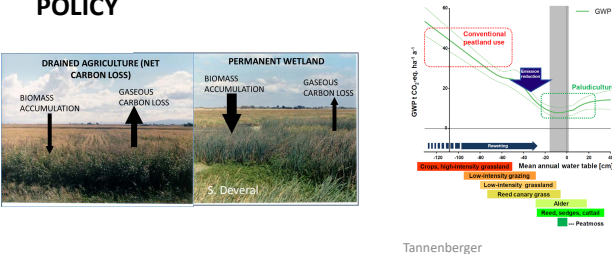 POLICY
DRAINED AGRICULTURE (NET
CARBON LOSS)
BIOMASS
ACCUMULATION
GASEOUS
CARBON LOSS
PERMANENT WETLAND
BIOMASS
ACCUMULATION
GASEOUS
CARBON LOSS
S. Deveral
GWP t CO₂-eq. ha⁻¹ a⁻¹
60
40
20
0
GWP
Conventional
peatland use
Emission
reduction
Paludiculture
Rewetting
-120 -100 -80 -60 -40 -20 0 20 40
Mean annual water table [cm]
Crops, high-intensity grassland
Low-intensity grazing
Low-intensity grassland
Reed canary grass
Alder
Reed, sedges, cattail
--- Peatmoss
Tannenberger